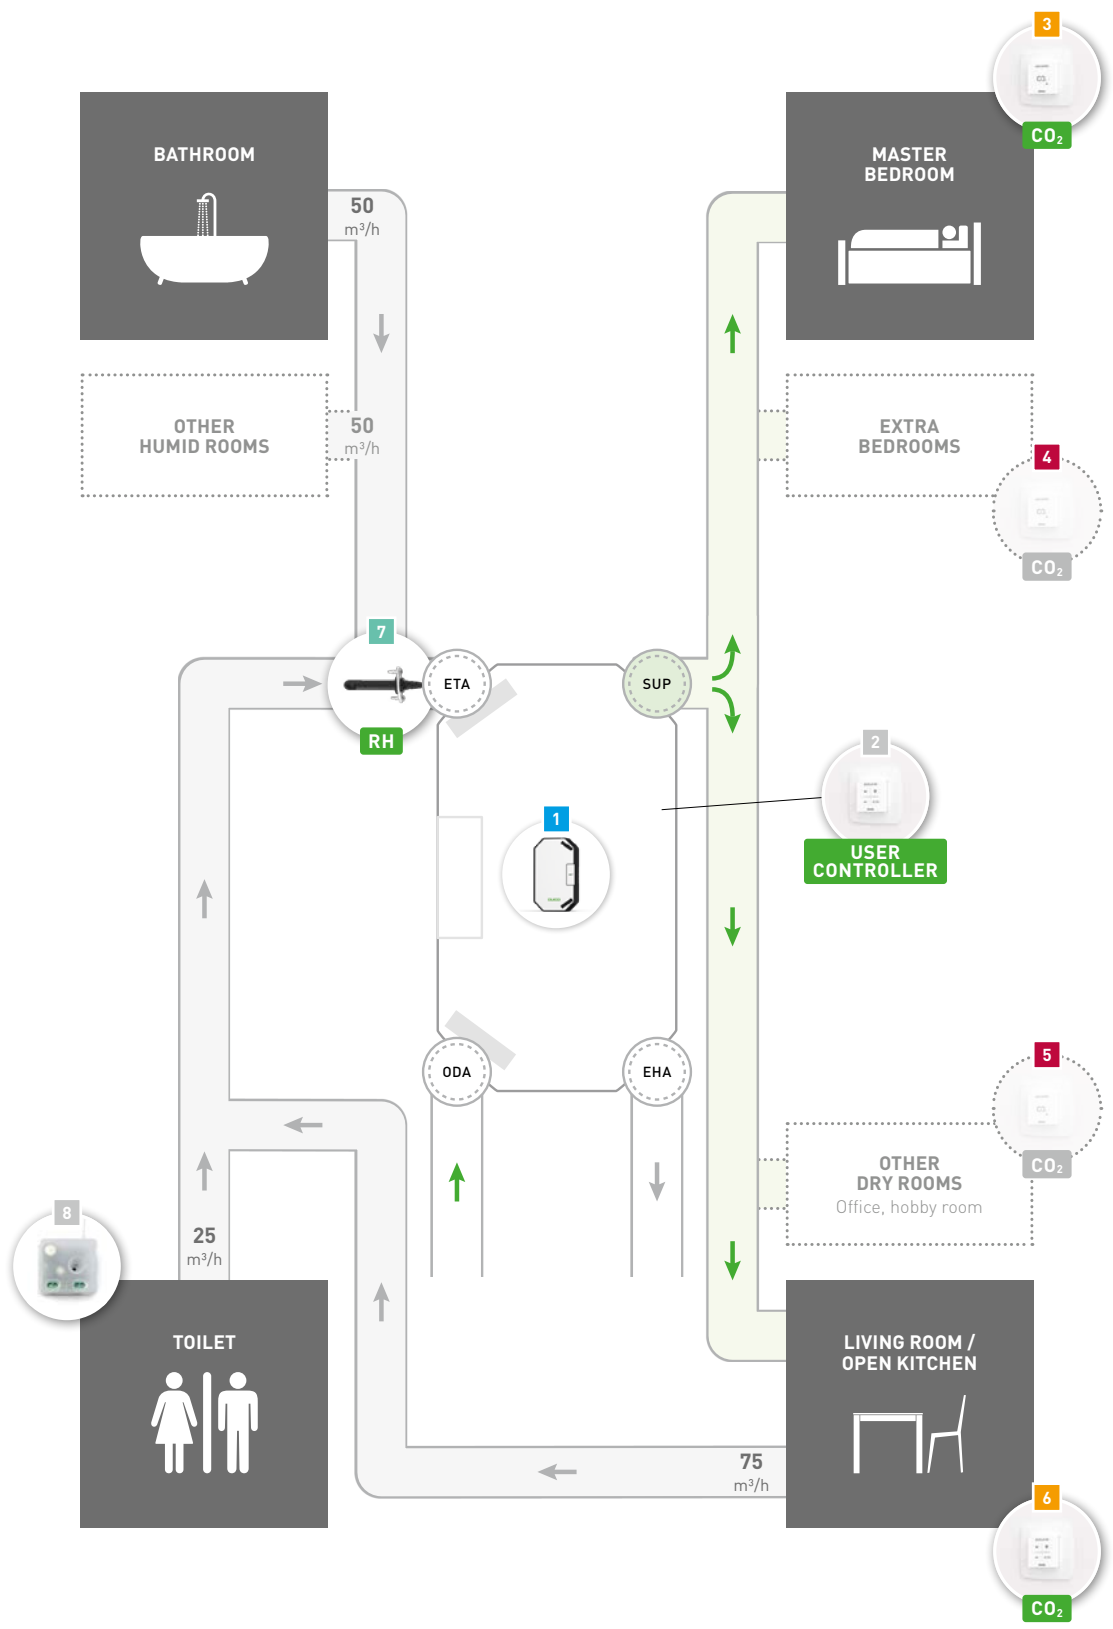 3
CO₂
BATHROOM
MASTER
BEDROOM
50
m³/h
OTHER
HUMID ROOMS
50
m³/h
EXTRA
BEDROOMS
4
CO₂
7
RH
ETA
SUP
2
USER
CONTROLLER
1
ODA
EHA
5
CO₂
OTHER
DRY ROOMS
Office, hobby room
8
25
m³/h
TOILET
LIVING ROOM /
OPEN KITCHEN
75
m³/h
6
CO₂